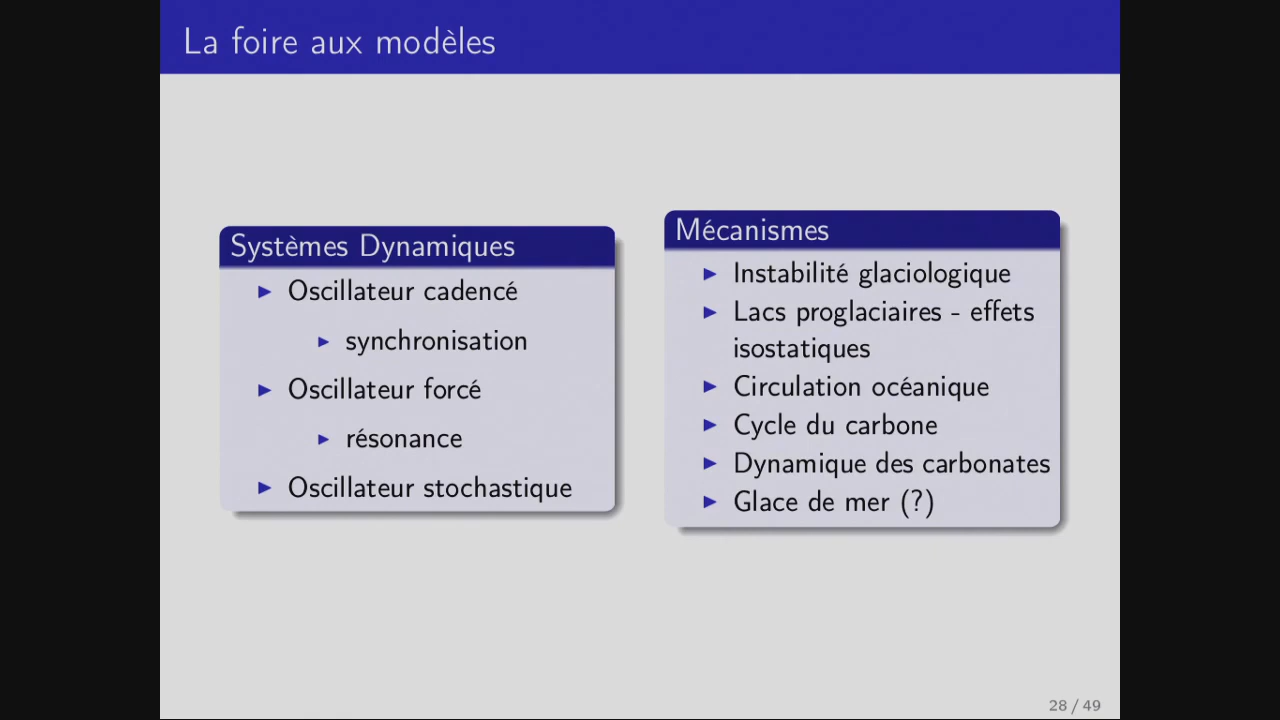 La foire aux modèles
Systèmes Dynamiques
Oscillateur cadencé
synchronisation
Oscillateur forcé
résonance
Oscillateur stochastique
Mécanismes
Instabilité glaciologique
Lacs proglaciaires - effets
isostatiques
Circulation océanique
Cycle du carbone
Dynamique des carbonates
Glace de mer (?)
28 / 49